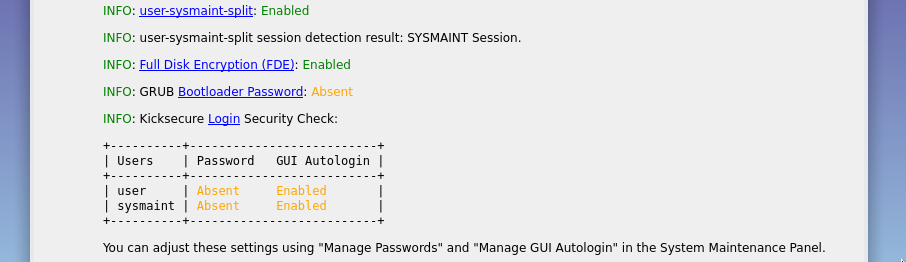 INFO: user-sysmaint-split: Enabled
INFO: user-sysmaint-split session detection result: SYSMAINT Session.
INFO: Full Disk Encryption (FDE): Enabled
INFO: GRUB Bootloader Password: Absent
INFO: Kicksecure Login Security Check:
+----------+--------------------------+
| Users    | Password   GUI Autologin |
+----------+--------------------------+
| user     | Absent     Enabled       |
| sysmaint | Absent     Enabled       |
+----------+--------------------------+
You can adjust these settings using "Manage Passwords" and "Manage GUI Autologin" in the System Maintenance Panel.